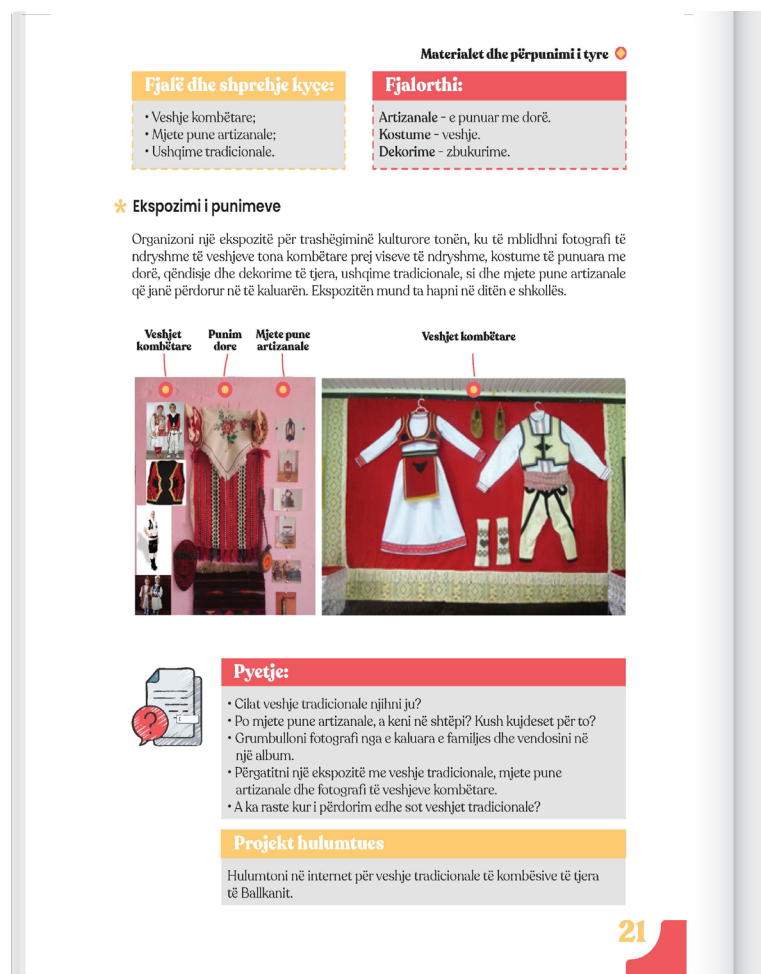 Materialet dhe përpunimi i tyre
Fjalë dhe shprehje kyçe:
• Veshje kombëtare;
• Mjete pune artizanale;
• Ushqime tradicionale.
Fjalorthi:
Artizanale - e punuar me dorë.
Kostume - veshje.
Dekorime - zbukurime.
Ekspozimi i punimeve
Organizoni një ekspozitë për trashëgiminë kulturore tonën, ku të mblidhni fotografi të
ndryshme të veshjeve tona kombëtare prej viseve të ndryshme, kostume të punuara me
dorë, qëndisje dhe dekorime të tjera, ushqime tradicionale, si dhe mjete pune artizanale
që janë përdorur në të kaluarën. Ekspozitën mund ta hapni në ditën e shkollës.
Veshjet
kombëtare
Punim
dore
Mjete pune
artizanale
Veshjet kombëtare
Pyetje:
• Cilat veshje tradicionale njihni ju?
• Po mjete pune artizanale, a keni në shtëpi? Kush kujdeset për to?
• Grumbulloni fotografi nga e kaluara e familjes dhe vendosini në
një album.
• Përgatitni një ekspozitë me veshje tradicionale, mjete pune
artizanale dhe fotografi të veshjeve kombëtare.
• A ka raste kur i përdorim edhe sot veshjet tradicionale?
Projekt hulumtues
Hulumtoni në internet për veshje tradicionale të kombësive të tjera
të Ballkanit.
21